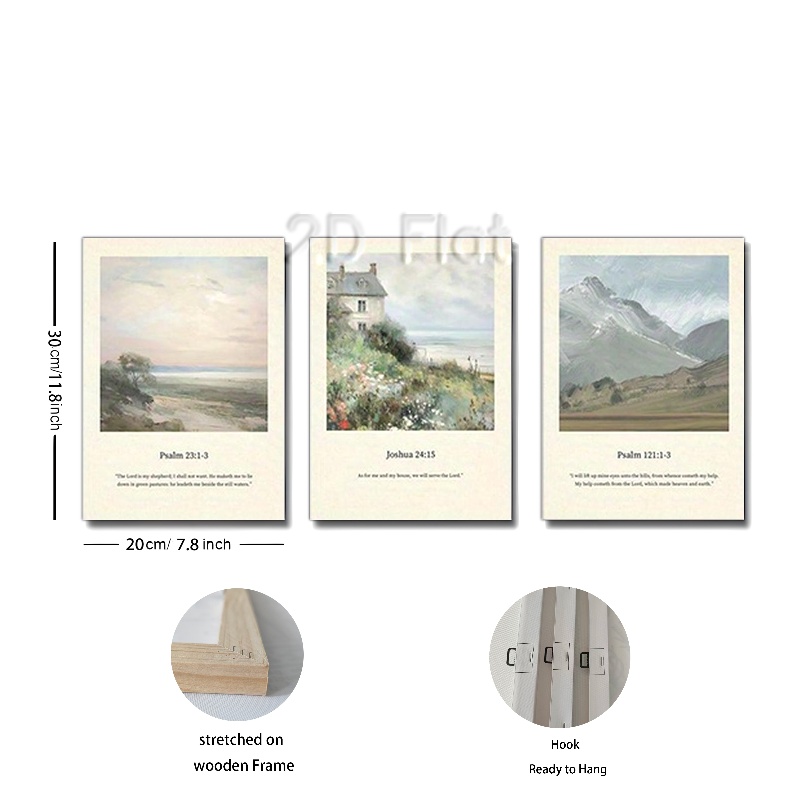 2D Flat
Psalm 23:1-3
"The Lord is my shepherd; I shall not want. He maketh me to lie
down in green pastures: he leadeth me beside the still waters."
Joshua 24:15
As for me and my house, we will serve the Lord."
Psalm 121:1-3
"I will lift up mine eyes unto the hills, from whence cometh my help.
My help cometh from the Lord, which made heaven and earth."
30cm/11.8inch
20cm/ 7.8 inch
stretched on
wooden Frame
Hook
Ready to Hang